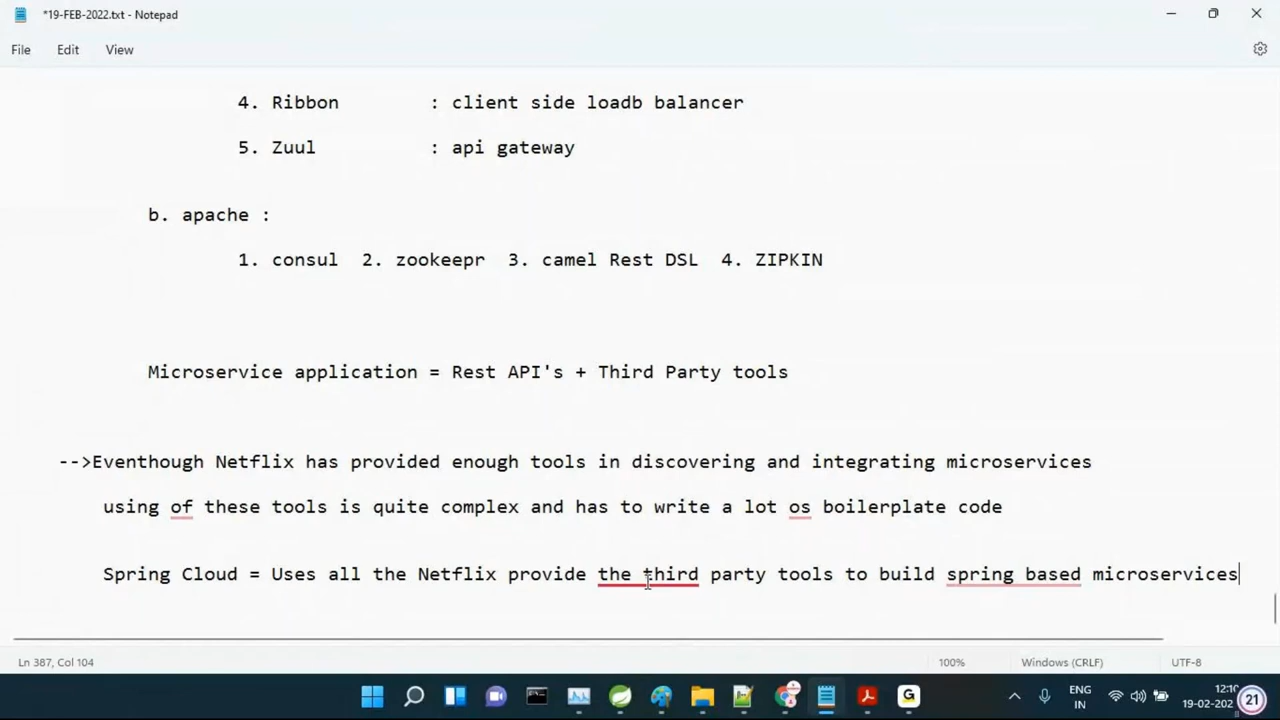 *19-FEB-2022.txt - Notepad
File Edit View
4. Ribbon : client side loadb balancer
5. Zuul : api gateway
b. apache :
1. consul 2. zookeepr 3. camel Rest DSL 4. ZIPKIN
Microservice application = Rest API's + Third Party tools
-->Eventhough Netflix has provided enough tools in discovering and integrating microservices
using of these tools is quite complex and has to write a lot os boilerplate code
Spring Cloud = Uses all the Netflix provide the third party tools to build spring based microservices
Ln 387, Col 104 100% Windows (CRLF) UTF-8
ENG
IN
21